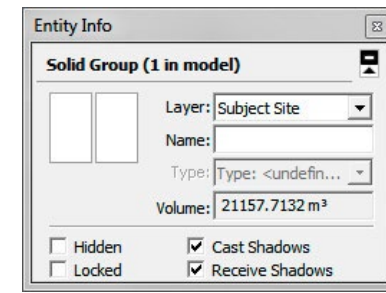 Entity Info
Solid Group (1 in model)
Layer: Subject Site
Name:
Type: Type: <undefin...
Volume: 21157.7132 m³
Hidden Cast Shadows
Locked Receive Shadows